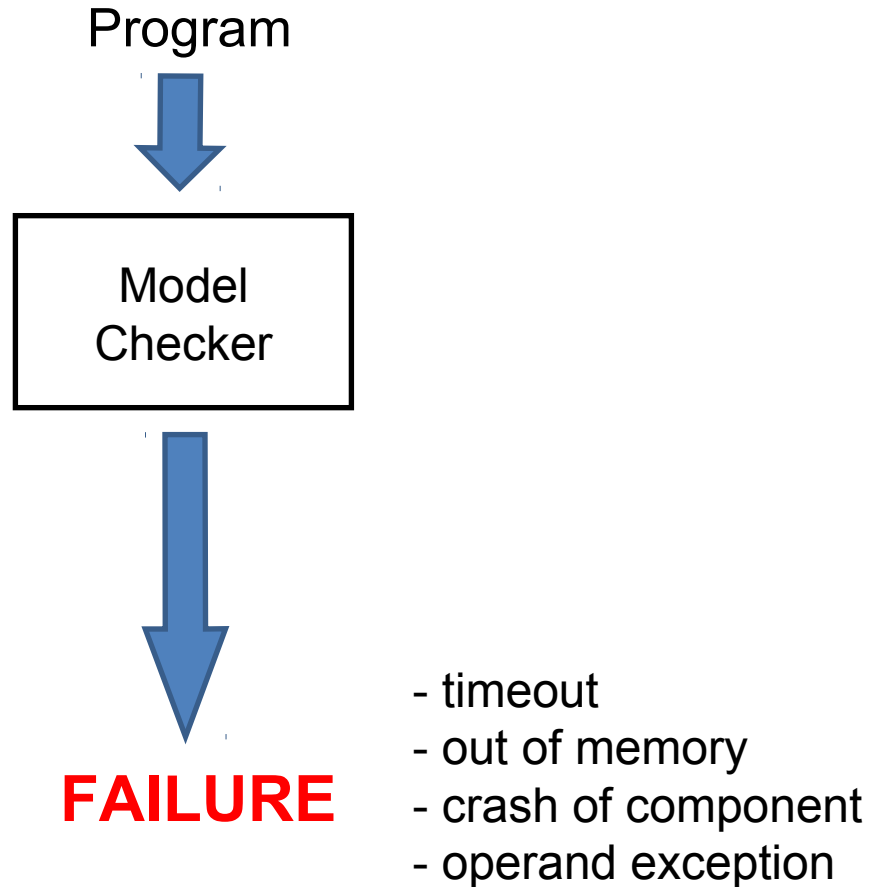 Program
Model
Checker
FAILURE
- timeout
- out of memory
- crash of component
- operand exception